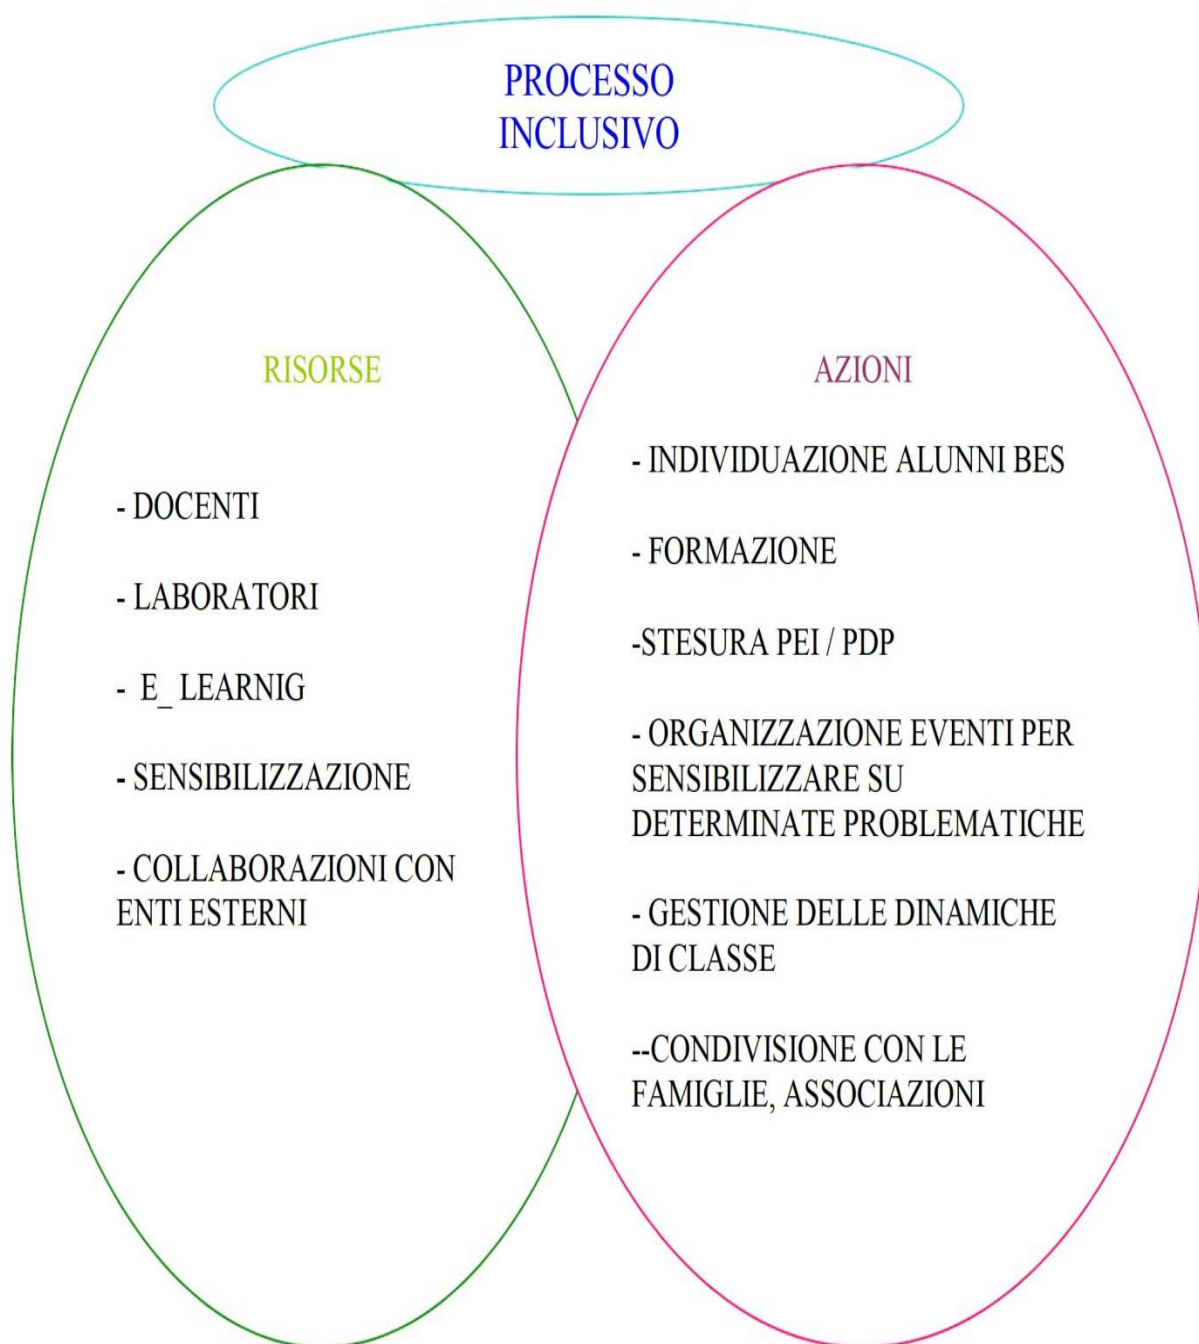 PROCESSO
INCLUSIVO
RISORSE
- DOCENTI
- LABORATORI
- E_ LEARNIG
- SENSIBILIZZAZIONE
- COLLABORAZIONI CON
ENTI ESTERNI
AZIONI
- INDIVIDUAZIONE ALUNNI BES
- FORMAZIONE
-STESURA PEI / PDP
- ORGANIZZAZIONE EVENTI PER
SENSIBILIZZARE SU
DETERMINATE PROBLEMATICHE
- GESTIONE DELLE DINAMICHE
DI CLASSE
--CONDIVISIONE CON LE
FAMIGLIE, ASSOCIAZIONI